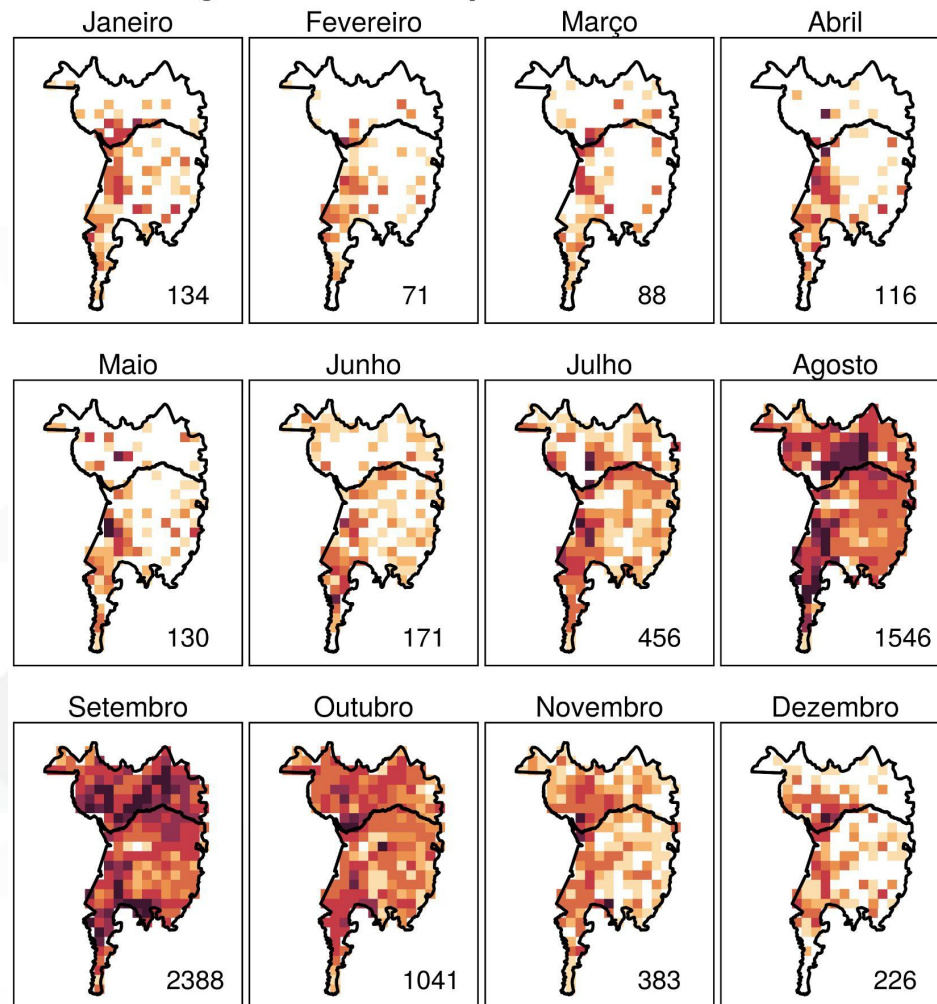 Janeiro Fevereiro Março Abril
134 71 88 116
Maio Junho Julho Agosto
130 171 456 1546
Setembro Outubro Novembro Dezembro
2388 1041 383 226